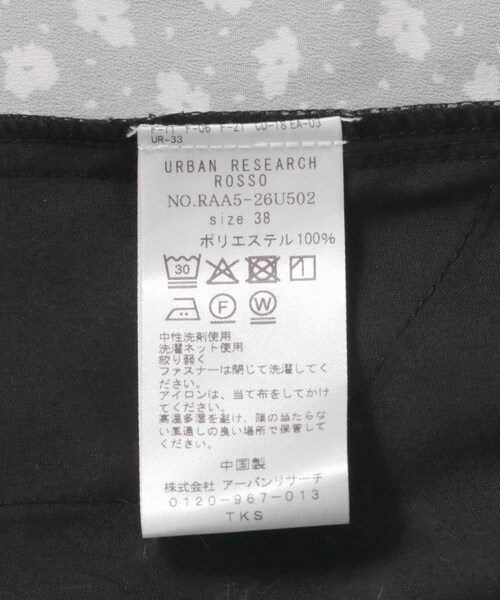 F-11 F-06 F-21 CO-18 EA-03
UR-33
URBAN RESEARCH
ROSSO
NO.RAA5-26U502
size 38
ポリエステル100%
30
F W
中性洗剤使用
洗濯ネット使用
絞り弱く
ファスナーは閉じて洗濯してく
ださい。
アイロンは、当て布をしてかけ
てください。
高温多湿を避け、陽の当たらな
い風通しの良い場所で保管して
ください。
中国製
株式会社 アーバンリサーチ
0120-967-013
TKS